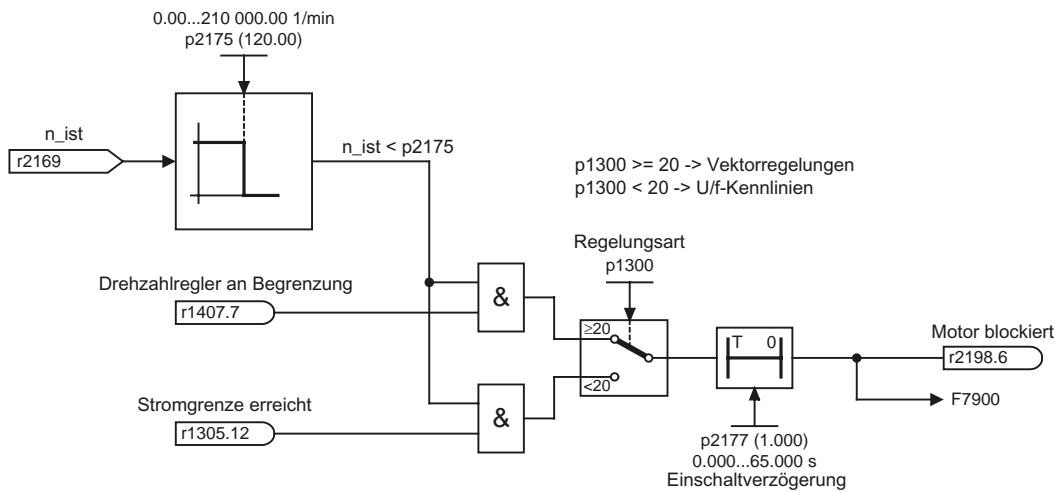 0.00...210 000.00 1/min
p2175 (120.00)
n_ist
r2169
n_ist < p2175
p1300 >= 20 -> Vektorregelungen
p1300 < 20 -> U/f-Kennlinien
Regelungsart
p1300
Drehzahlregler an Begrenzung
r1407.7
&
≥20
<20
T 0
Motor blockiert
r2198.6
F7900
Stromgrenze erreicht
r1305.12
&
p2177 (1.000)
0.000...65.000 s
Einschaltverzögerung